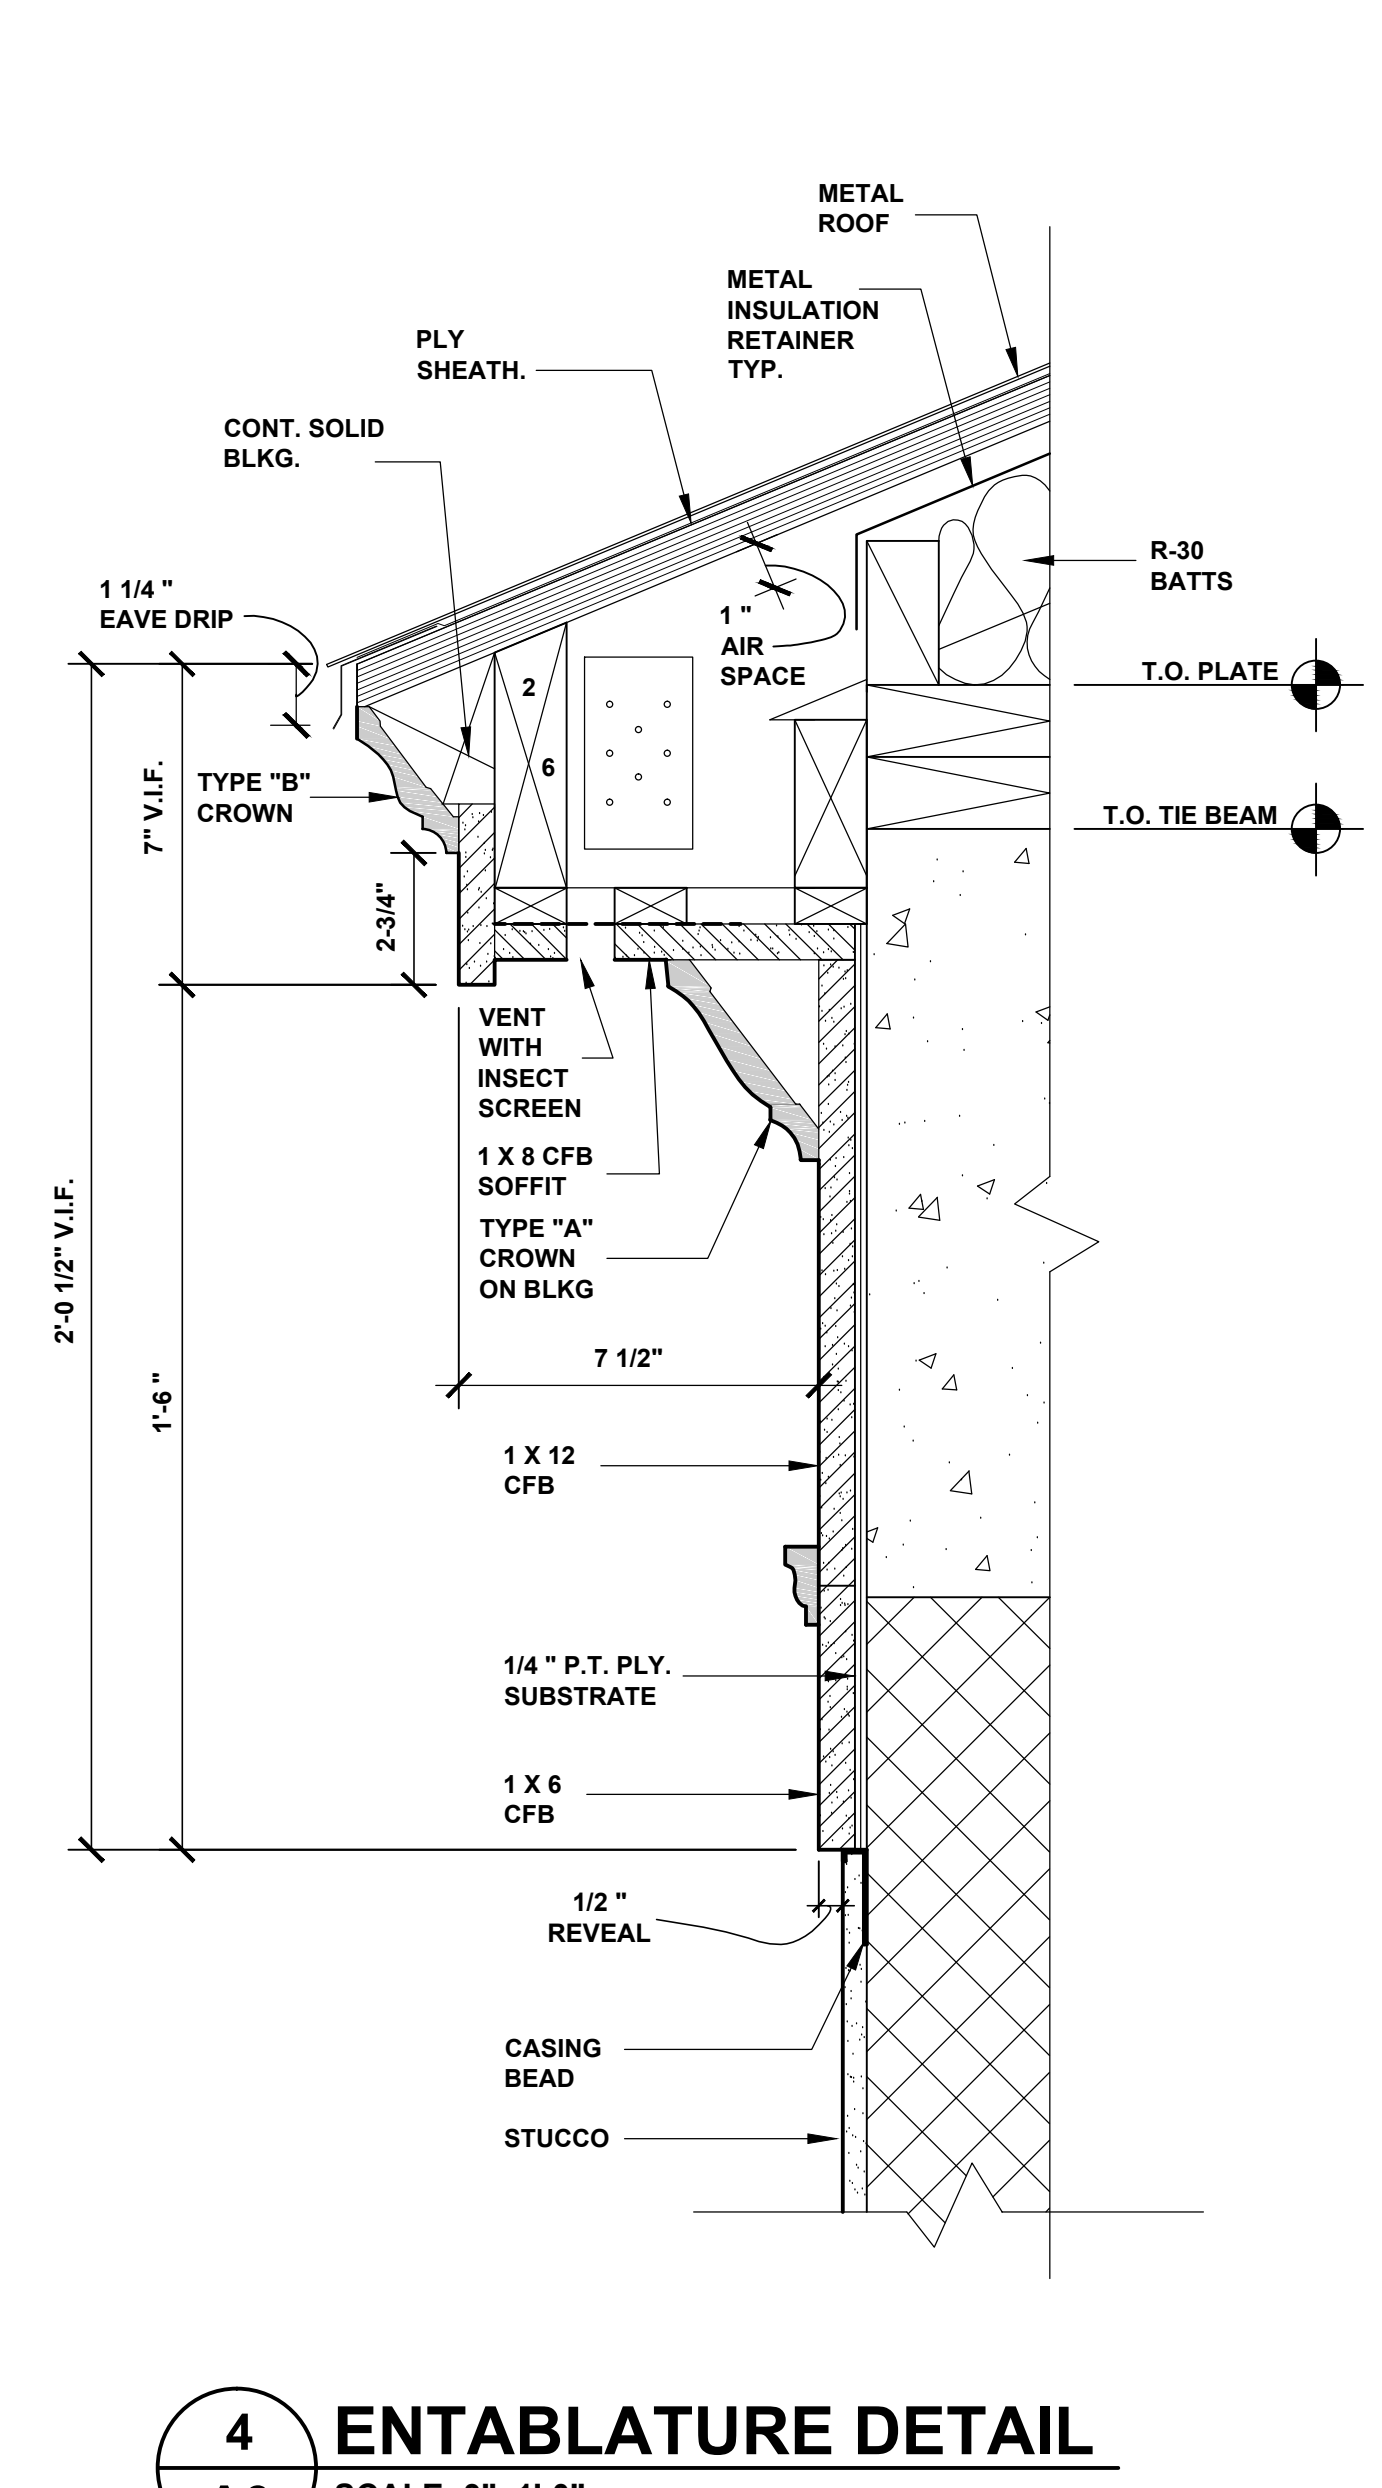 METAL
ROOF
METAL
INSULATION
RETAINER
TYP.
PLY
SHEATH.
CONT. SOLID
BLKG.
R-30
BATTS
1 1/4 "
EAVE DRIP
1 "
AIR
SPACE
T.O. PLATE
2
6
TYPE "B"
CROWN
7" V.I.F.
T.O. TIE BEAM
2-3/4"
VENT
WITH
INSECT
SCREEN
1 X 8 CFB
SOFFIT
TYPE "A"
CROWN
ON BLKG
2'-0 1/2" V.I.F.
1'-6 "
7 1/2"
1 X 12
CFB
1/4 " P.T. PLY.
SUBSTRATE
1 X 6
CFB
1/2 "
REVEAL
CASING
BEAD
STUCCO
4
ENTABLATURE DETAIL